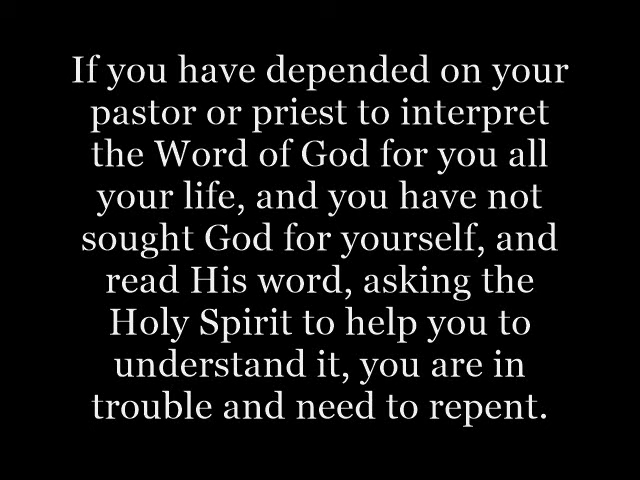 If you have depended on your
pastor or priest to interpret
the Word of God for you all
your life, and you have not
sought God for yourself, and
read His word, asking the
Holy Spirit to help you to
understand it, you are in
trouble and need to repent.